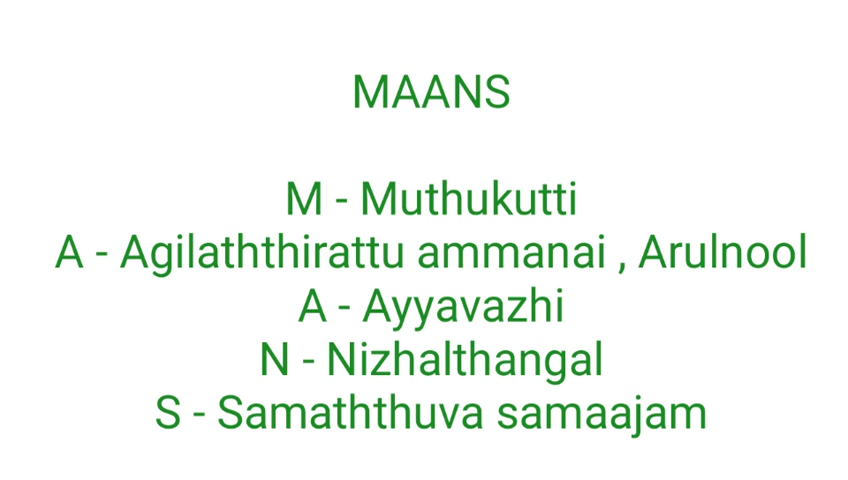 MAANS
M - Muthukutti
A - Agilaththirattu ammanai , Arulnool
A - Ayyavazhi
N - Nizhalthangal
S - Samaththuva samaajam